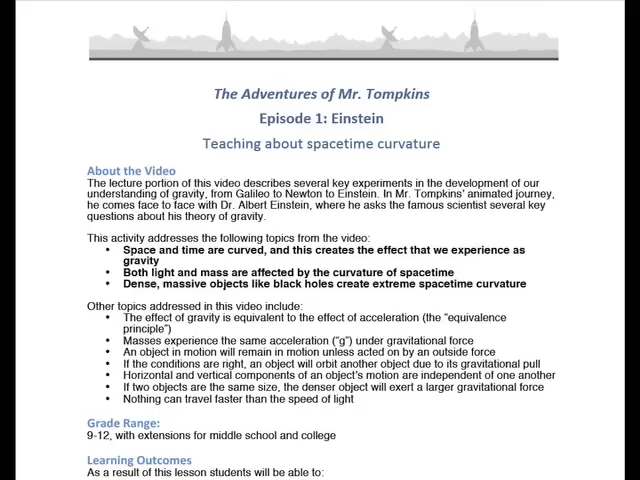 The Adventures of Mr. Tompkins
Episode 1: Einstein
Teaching about spacetime curvature
About the Video
The lecture portion of this video describes several key experiments in the development of our
understanding of gravity, from Galileo to Newton to Einstein. In Mr. Tompkins' animated journey,
he comes face to face with Dr. Albert Einstein, where he asks the famous scientist several key
questions about his theory of gravity.
This activity addresses the following topics from the video:
• Space and time are curved, and this creates the effect that we experience as
gravity
• Both light and mass are affected by the curvature of spacetime
• Dense, massive objects like black holes create extreme spacetime curvature
Other topics addressed in this video include:
• The effect of gravity is equivalent to the effect of acceleration (the "equivalence
principle")
• Masses experience the same acceleration ("g") under gravitational force
• An object in motion will remain in motion unless acted on by an outside force
• If the conditions are right, an object will orbit another object due to its gravitational pull
• Horizontal and vertical components of an object's motion are independent of one another
• If two objects are the same size, the denser object will exert a larger gravitational force
• Nothing can travel faster than the speed of light
Grade Range:
9-12, with extensions for middle school and college
Learning Outcomes
As a result of this lesson students will be able to: